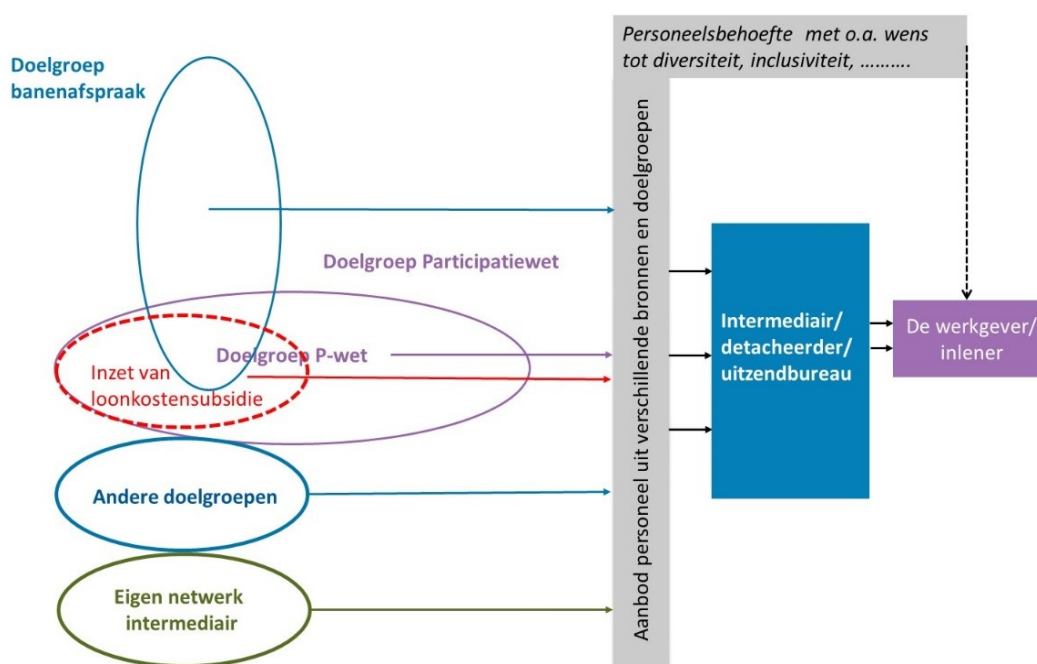 Doelgroep
banenafspraak
Personeelsbehoefte met o.a. wens
tot diversiteit, inclusiviteit, ……….
Doelgroep Participatiewet
Doelgroep P-wet
Inzet van
loonkostensubsidie
Andere doelgroepen
Eigen netwerk
intermediair
Aanbod personeel uit verschillende bronnen en doelgroepen
Intermediair/
detacheerder/
uitzendbureau
De werkgever/
inlener